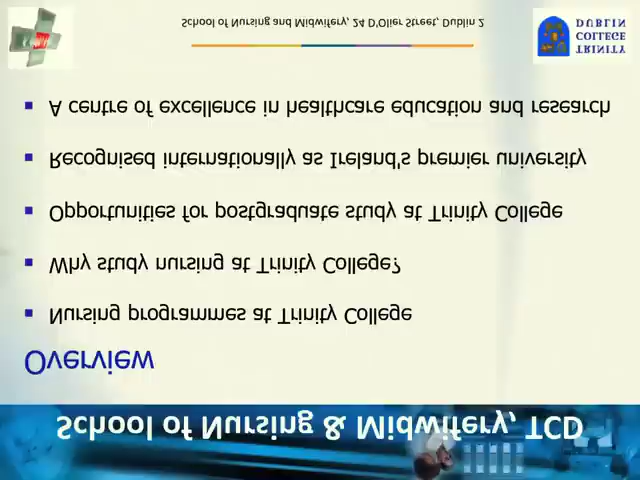 School of Nursing & Midwifery, TCD
Overview
Nursing programmes at Trinity College
Why study nursing at Trinity College?
Opportunities for postgraduate study at Trinity College
Recognised internationally as Ireland's premier university
A centre of excellence in healthcare education and research
School of Nursing and Midwifery, 24 D'Olier Street, Dublin 2
TRINITY
COLLEGE
DUBLIN